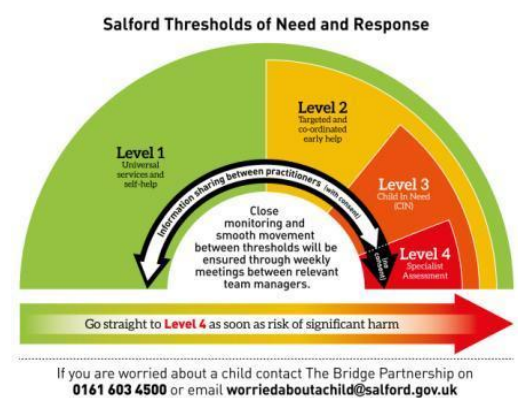 Salford Thresholds of Need and Response
Level 1
Universal
services and
self-help
Level 2
Targeted and
co-ordinated
early help
Level 3
Child In Need
(CIN)
Level 4
Specialist
Assessment
Information sharing between practitioners (with consent)
(no consent)
Close
monitoring and
smooth movement
between thresholds will be
ensured through weekly
meetings between relevant
team managers.
Go straight to Level 4 as soon as risk of significant harm
If you are worried about a child contact The Bridge Partnership on
0161 603 4500 or email worriedaboutachild@salford.gov.uk